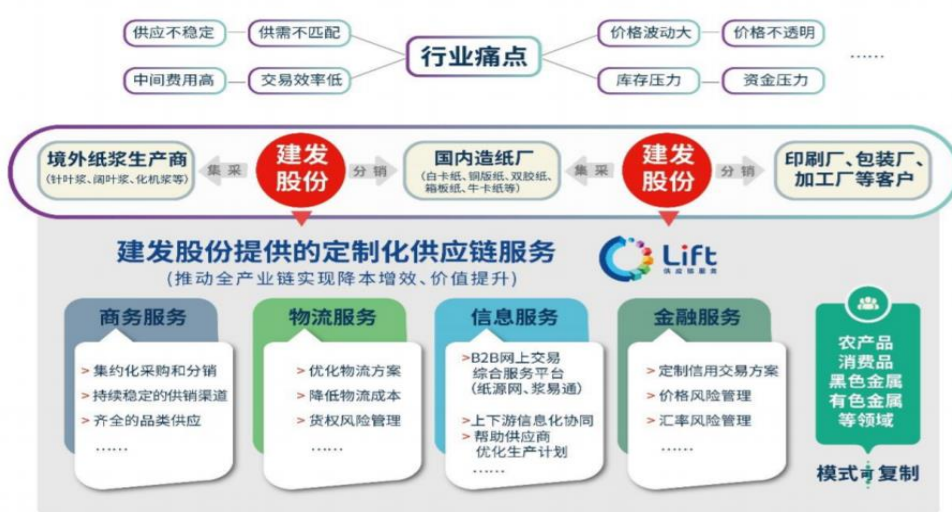 供应不稳定
供需不匹配
行业痛点
价格波动大
价格不透明
中间费用高
交易效率低
库存压力
资金压力
……
境外纸浆生产商
(针叶浆、阔叶浆、化机浆等)
集采
建发
股份
分销
国内造纸厂
(白卡纸、铜版纸、双胶纸、
箱板纸、牛卡纸等)
集采
建发
股份
分销
印刷厂、包装厂、
加工厂等客户
建发股份提供的定制化供应链服务
(推动全产业链实现降本增效、价值提升)
Lift
供应链服务
商务服务
>集约化采购和分销
>持续稳定的供销渠道
>齐全的品类供应
……
物流服务
>优化物流方案
>降低物流成本
>货权风险管理
……
信息服务
>B2B网上交易
综合服务平台
(纸源网、浆易通)
>上下游信息化协同
>帮助供应商
优化生产计划
……
金融服务
>定制信用交易方案
>价格风险管理
>汇率风险管理
……
农产品
消费品
黑色金属
有色金属
等领域
模式可复制